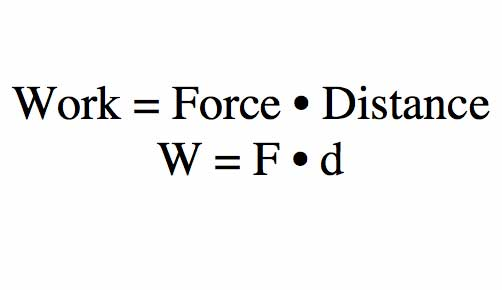 Work = Force • Distance
W = F • d